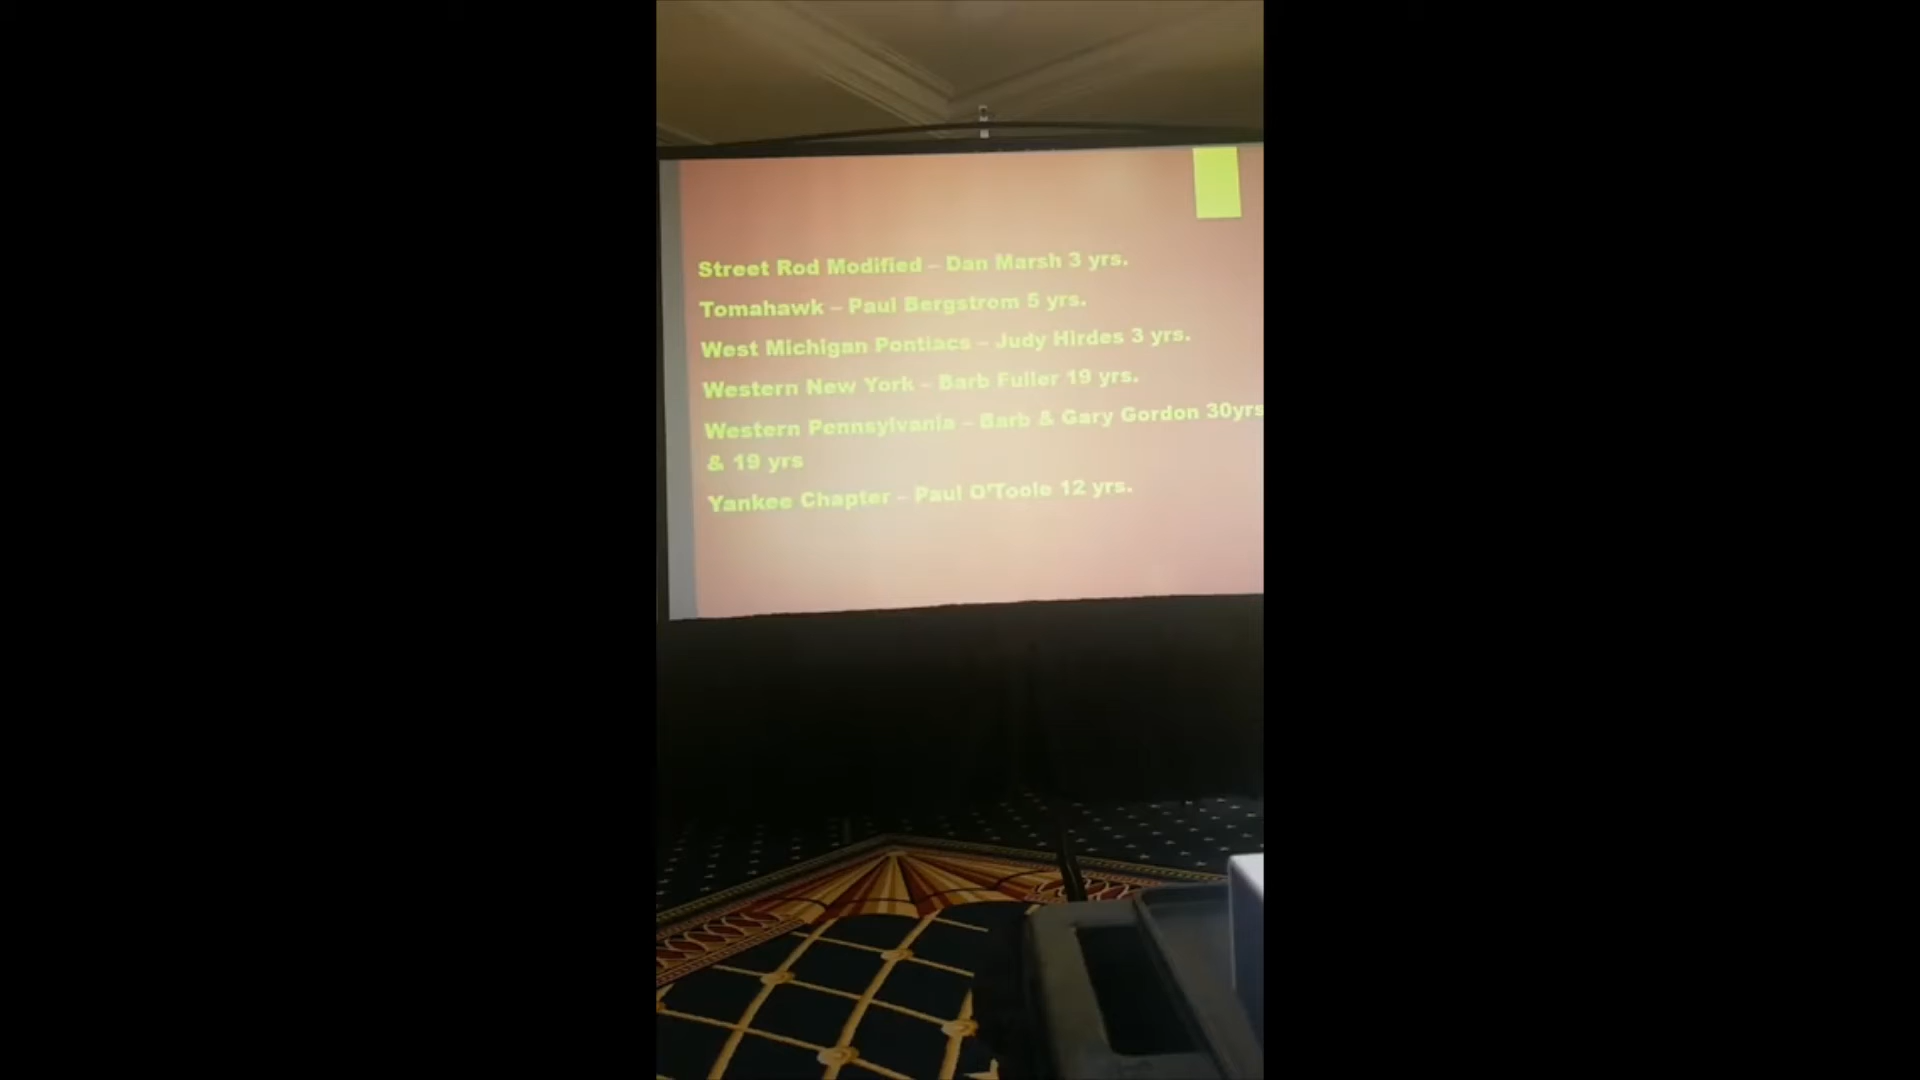 Street Rod Modified – Dan Marsh 3 yrs.
Tomahawk – Paul Bergstrom 5 yrs.
West Michigan Pontiacs – Judy Hirdes 3 yrs.
Western New York – Barb Fuller 19 yrs.
Western Pennsylvania – Barb & Gary Gordon 30yrs
& 19 yrs
Yankee Chapter – Paul O'Toole 12 yrs.